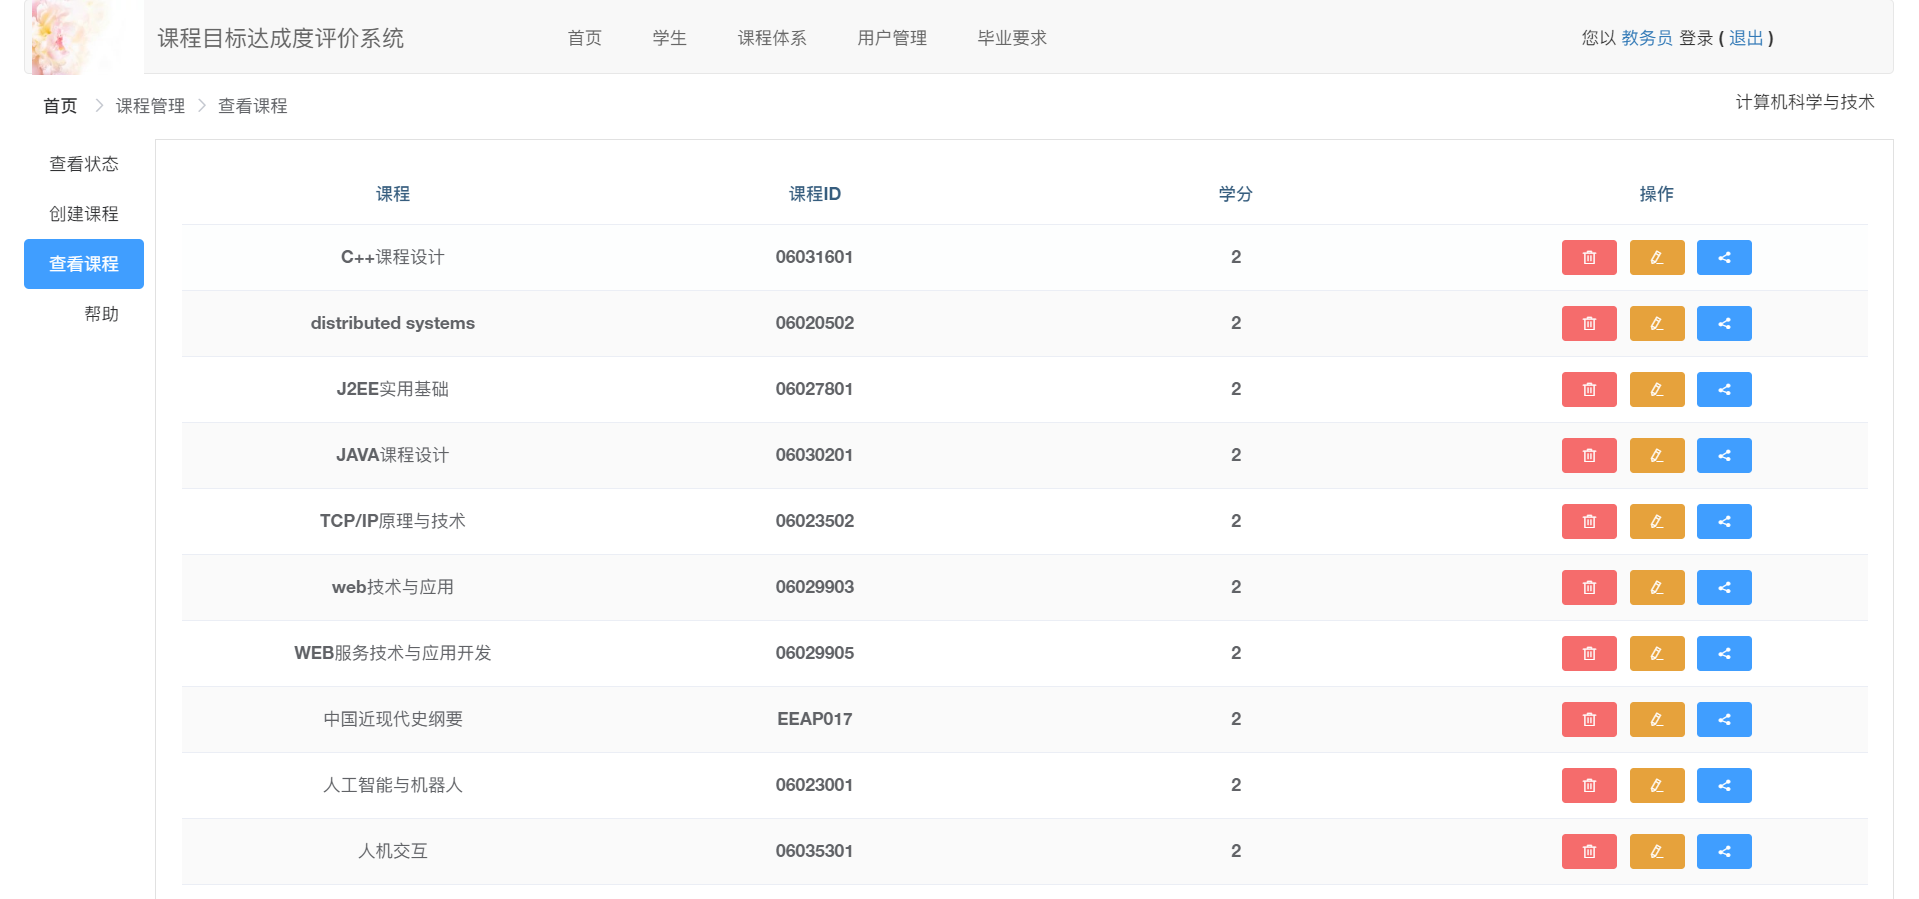 课程目标达成度评价系统 首页 学生 课程体系 用户管理 毕业要求 您以 教务员 登录 ( 退出 )
首页 课程管理 查看课程 计算机科学与技术
查看状态
创建课程
查看课程
帮助
课程 课程ID 学分 操作
C++课程设计 06031601 2
distributed systems 06020502 2
J2EE实用基础 06027801 2
JAVA课程设计 06030201 2
TCP/IP原理与技术 06023502 2
web技术与应用 06029903 2
WEB服务技术与应用开发 06029905 2
中国近现代史纲要 EEAP017 2
人工智能与机器人 06023001 2
人机交互 06035301 2